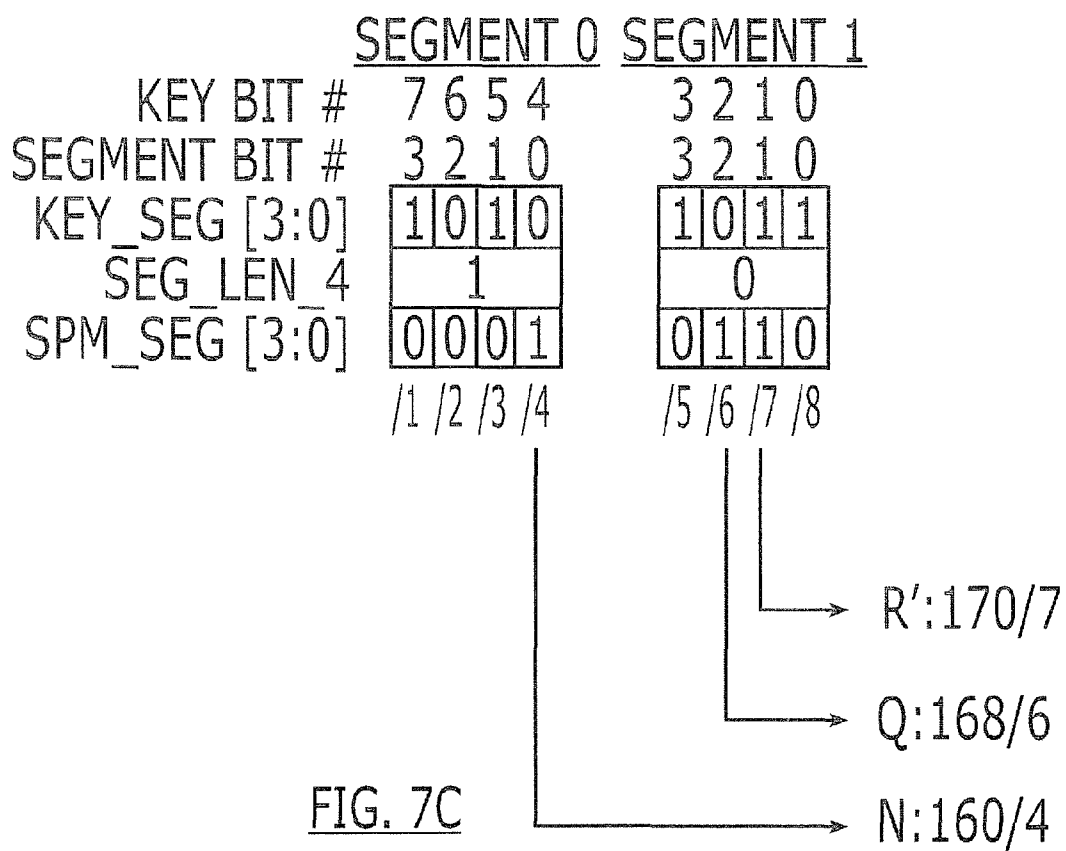 SEGMENT 0 SEGMENT 1
KEY BIT # 7 6 5 4 3 2 1 0
SEGMENT BIT # 3 2 1 0 3 2 1 0
KEY_SEG [3:0] 1 0 1 0 1 0 1 1
SEG_LEN_4 1 0
SPM_SEG [3:0] 0 0 0 1 0 1 1 0
/1 /2 /3 /4 /5 /6 /7 /8
R':170/7
Q:168/6
N:160/4
FIG. 7C